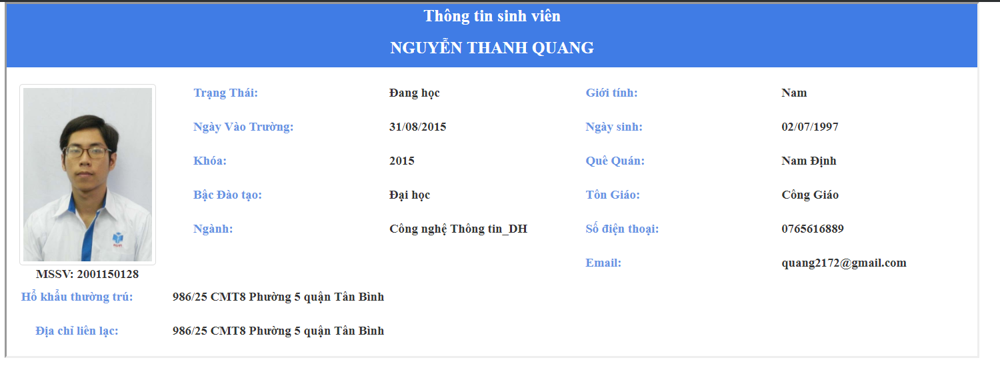 Thông tin sinh viên
NGUYỄN THANH QUANG
Trạng Thái: Đang học Giới tính: Nam
Ngày Vào Trường: 31/08/2015 Ngày sinh: 02/07/1997
Khóa: 2015 Quê Quán: Nam Định
Bậc Đào tạo: Đại học Tôn Giáo: Công Giáo
Ngành: Công nghệ Thông tin_DH Số điện thoại: 0765616889
Email: quang2172@gmail.com
MSSV: 2001150128
Hổ khẩu thường trú: 986/25 CMT8 Phường 5 quận Tân Bình
Địa chỉ liên lạc: 986/25 CMT8 Phường 5 quận Tân Bình